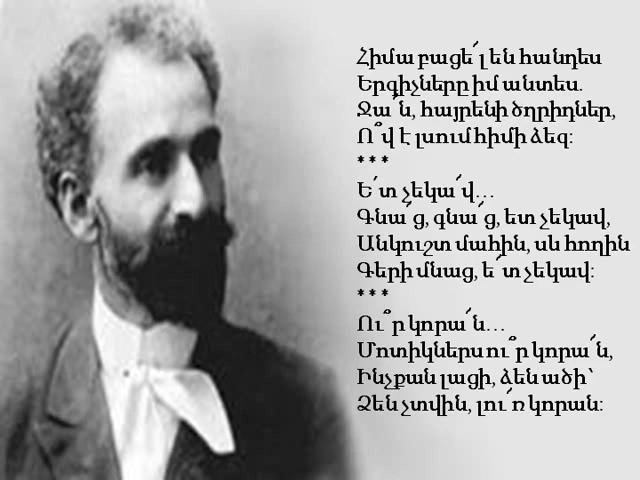 Հիմա բացե՜լ են հանդես
Երգիչները իմ անտես.
Ջա՜ն, հայրենի ծղրիդներ,
Ո՞վ է լսում հիմի ձեզ։
* * *
Ե՛տ չեկա՜վ…
Գնա՜ց, գնա՜ց, ետ չեկավ,
Անկուշտ մահին, սև հողին
Գերի մնաց, ե՛տ չեկավ։
* * *
Ու՞ր կորա՜ն…
Մոտիկներս ու՞ր կորա՜ն,
Ինչքան լացի, ձեն ածի՝
Ձեն չտվին, լու՜ռ կորան։